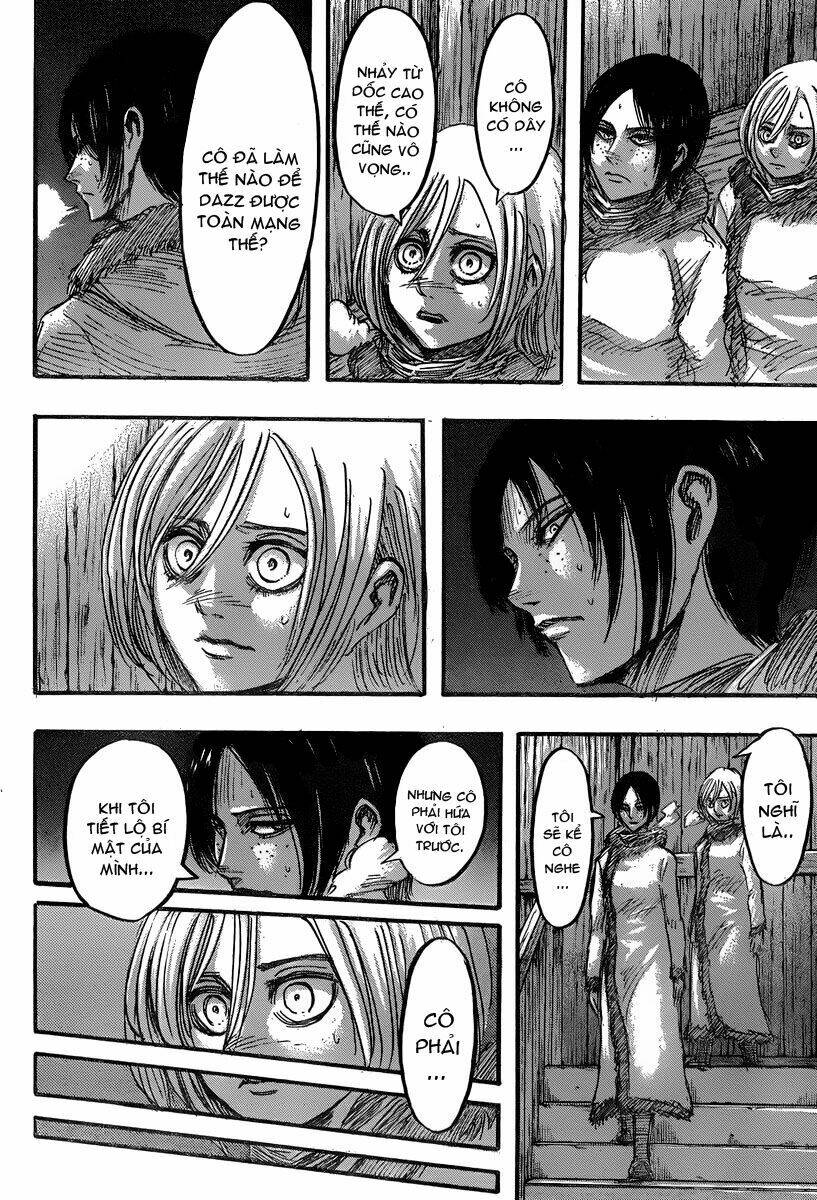 CÔ
KHÔNG
CÓ DÂY
...
NHẢY TỪ
DỐC CAO
THẾ, CÓ
THẾ NÀO
CŨNG VÔ
VỌNG..
CÔ ĐÃ LÀM
THẾ NÀO ĐỂ
DAZZ ĐƯỢC
TOÀN MẠNG
THẾ?
TÔI
NGHĨ
LÀ..
TÔI
SẼ KỂ
CÔ NGHE
...
NHƯNG CÔ
PHẢI HỨA
VỚI TÔI
TRƯỚC.
KHI TÔI
TIẾT LỘ BÍ
MẬT CỦA
MÌNH...
CÔ
PHẢI
...